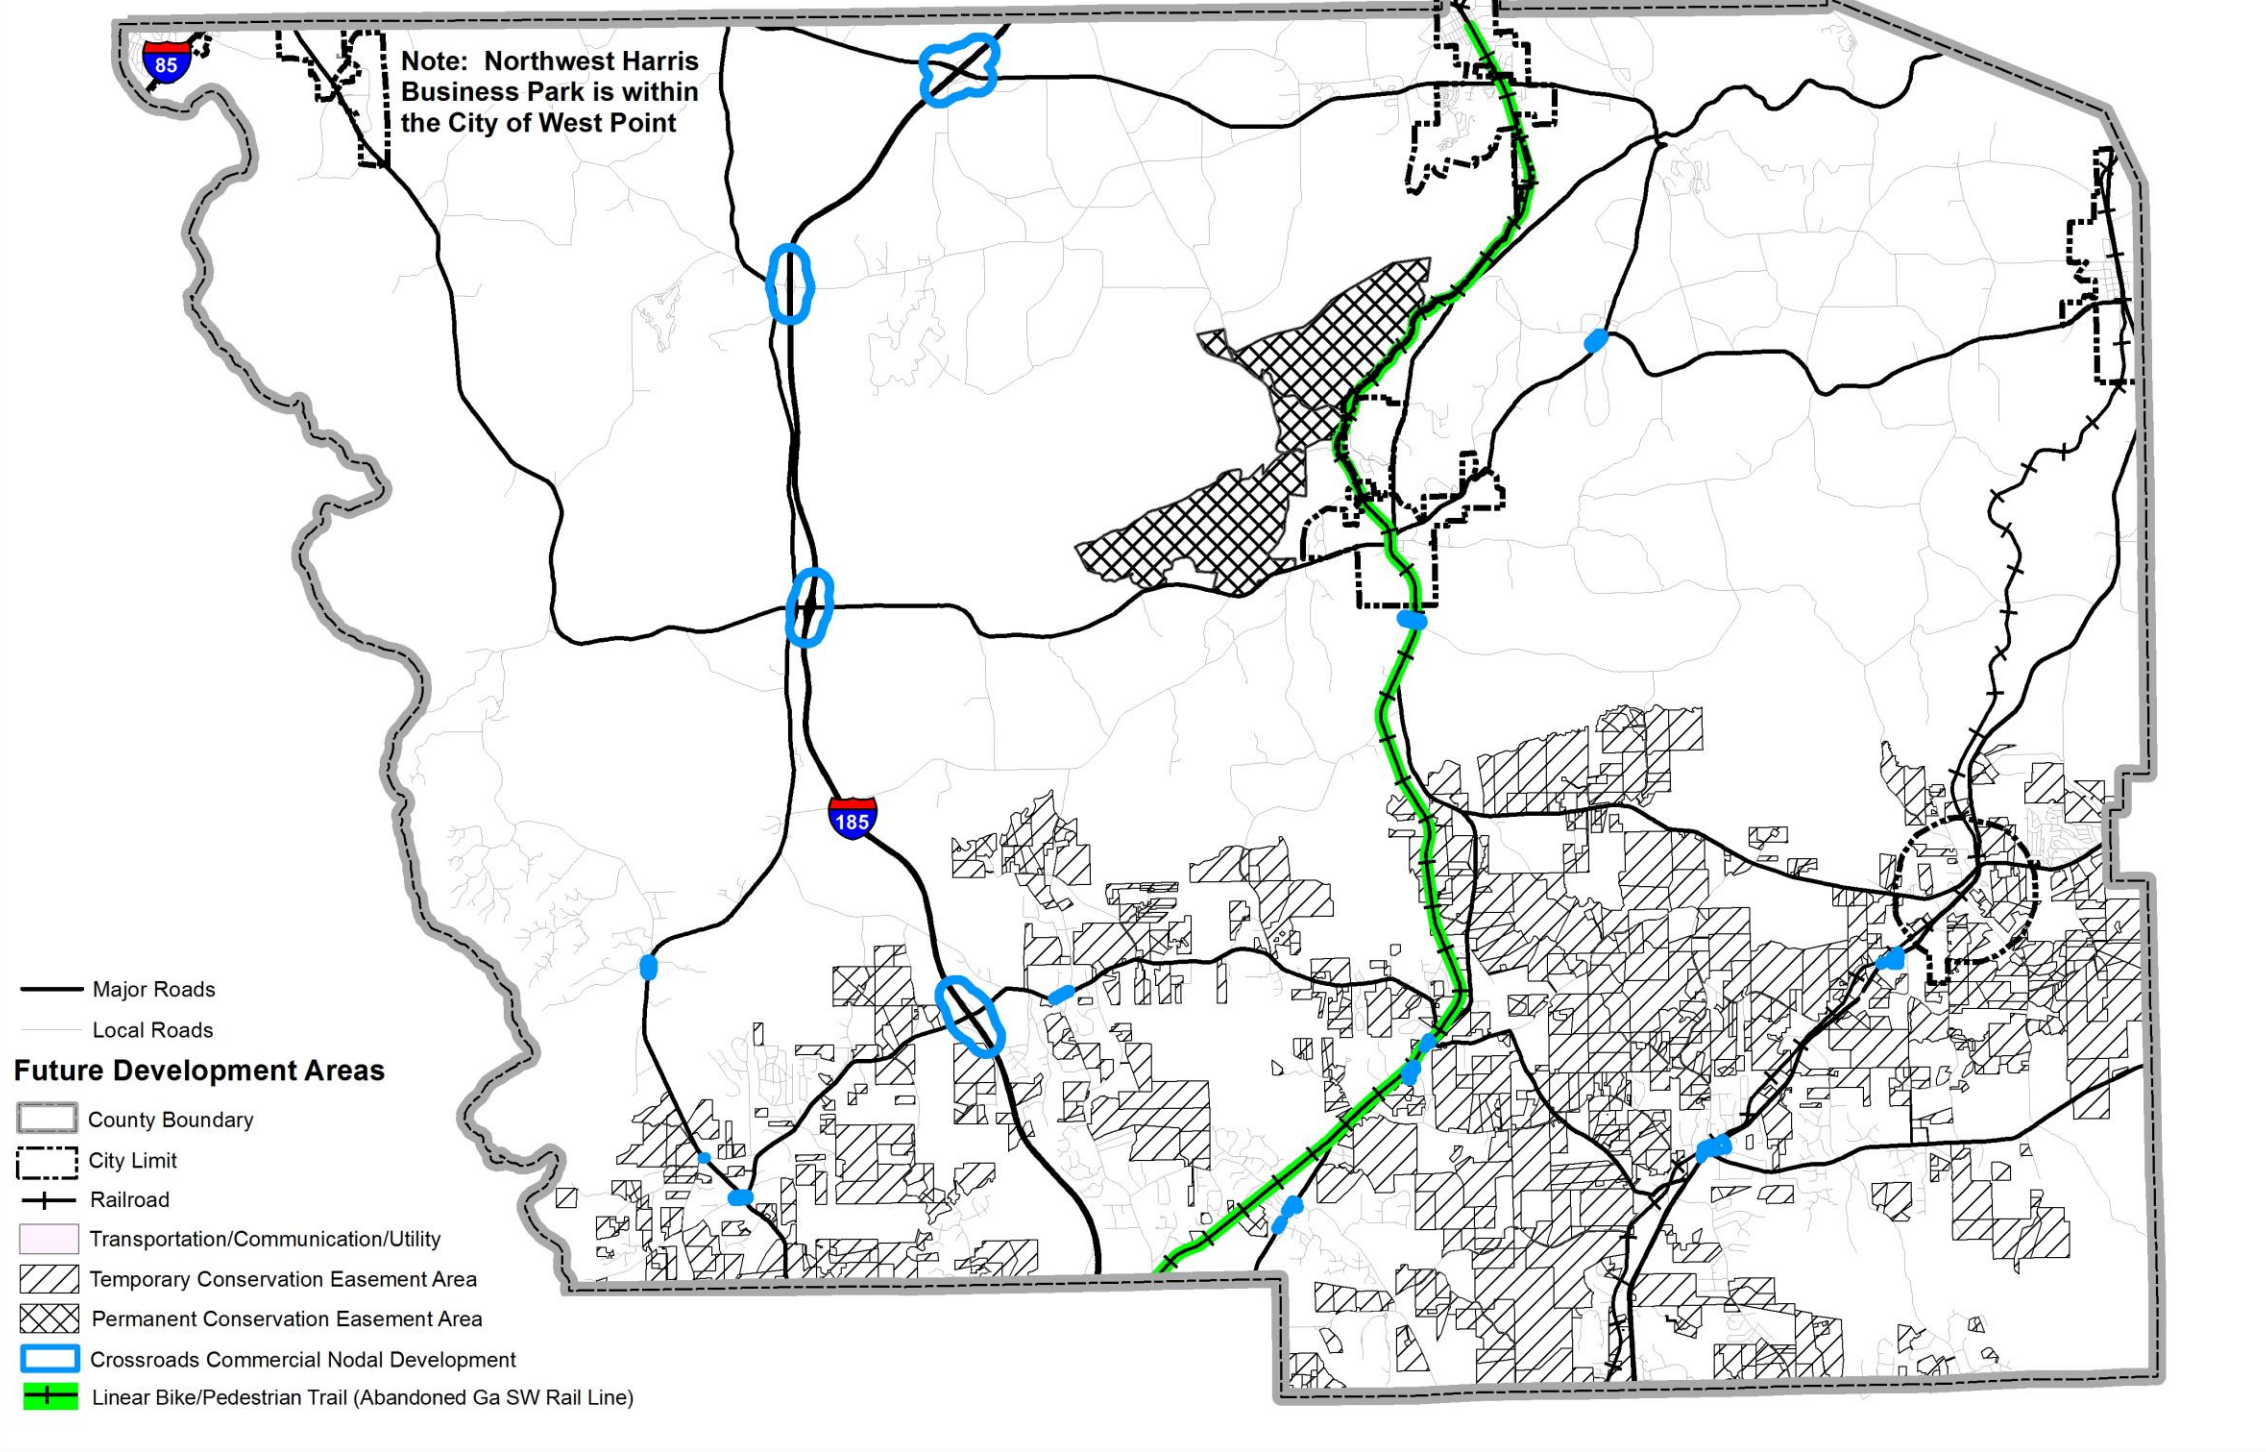 85
Note: Northwest Harris
Business Park is within
the City of West Point
185
Major Roads
Local Roads
Future Development Areas
County Boundary
City Limit
Railroad
Transportation/Communication/Utility
Temporary Conservation Easement Area
Permanent Conservation Easement Area
Crossroads Commercial Nodal Development
Linear Bike/Pedestrian Trail (Abandoned Ga SW Rail Line)